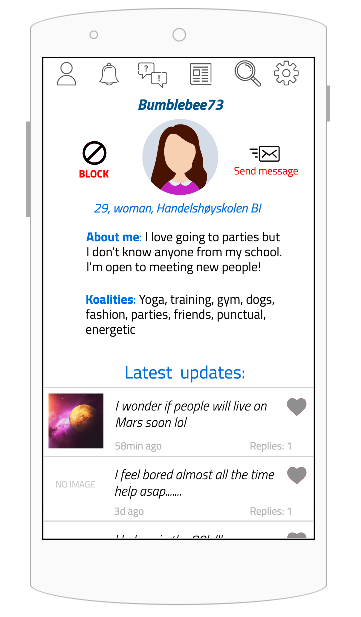 Bumblebee73
BLOCK
Send message
29, woman, Handelshøyskolen BI
About me: I love going to parties but
I don't know anyone from my school.
I'm open to meeting new people!
Koalities: Yoga, training, gym, dogs,
fashion, parties, friends, punctual,
energetic
Latest updates:
I wonder if people will live on
Mars soon lol
58min ago Replies: 1
NO IMAGE
I feel bored almost all the time
help asap.......
3d ago Replies: 1